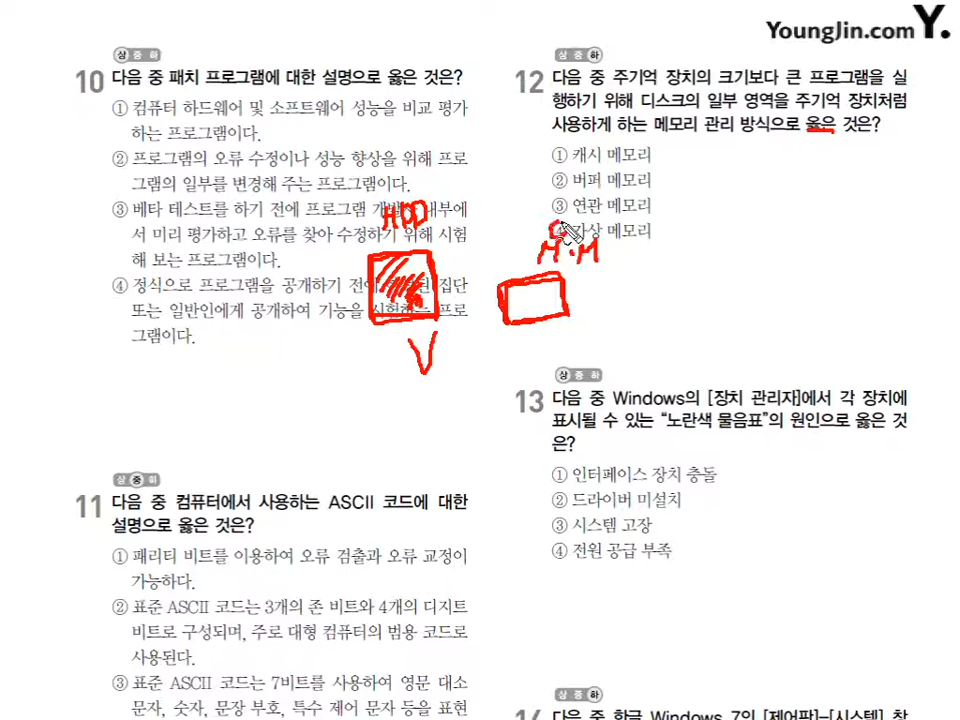 YoungJin.com Y.
상 중 하
10 다음 중 패치 프로그램에 대한 설명으로 옳은 것은?
① 컴퓨터 하드웨어 및 소프트웨어 성능을 비교 평가
하는 프로그램이다.
② 프로그램의 오류 수정이나 성능 향상을 위해 프로
그램의 일부를 변경해 주는 프로그램이다.
③ 베타 테스트를 하기 전에 프로그램 내부에
서 미리 평가하고 오류를 찾아 수정하기 위해 시험
해 보는 프로그램이다.
④ 정식으로 프로그램을 공개하기 전에 집단
또는 일반인에게 공개하여 기능을 시험하는 프로
그램이다.
HDD
V
상 중 하
11 다음 중 컴퓨터에서 사용하는 ASCII 코드에 대한
설명으로 옳은 것은?
① 패리티 비트를 이용하여 오류 검출과 오류 교정이
가능하다.
② 표준 ASCII 코드는 3개의 존 비트와 4개의 디지트
비트로 구성되며, 주로 대형 컴퓨터의 범용 코드로
사용된다.
③ 표준 ASCII 코드는 7비트를 사용하여 영문 대소
문자, 숫자, 문장 부호, 특수 제어 문자 등을 표현
상 중 하
12 다음 중 주기억 장치의 크기보다 큰 프로그램을 실
행하기 위해 디스크의 일부 영역을 주기억 장치처럼
사용하게 하는 메모리 관리 방식으로 옳은 것은?
① 캐시 메모리
② 버퍼 메모리
③ 연관 메모리
④ 가상 메모리
M.M
상 중 하
13 다음 중 Windows의 [장치 관리자]에서 각 장치에
표시될 수 있는 “노란색 물음표”의 원인으로 옳은 것
은?
① 인터페이스 장치 충돌
② 드라이버 미설치
③ 시스템 고장
④ 전원 공급 부족
상 중 하
14 다음 중 한글 Windows 7의 [제어판]-[시스템] 창